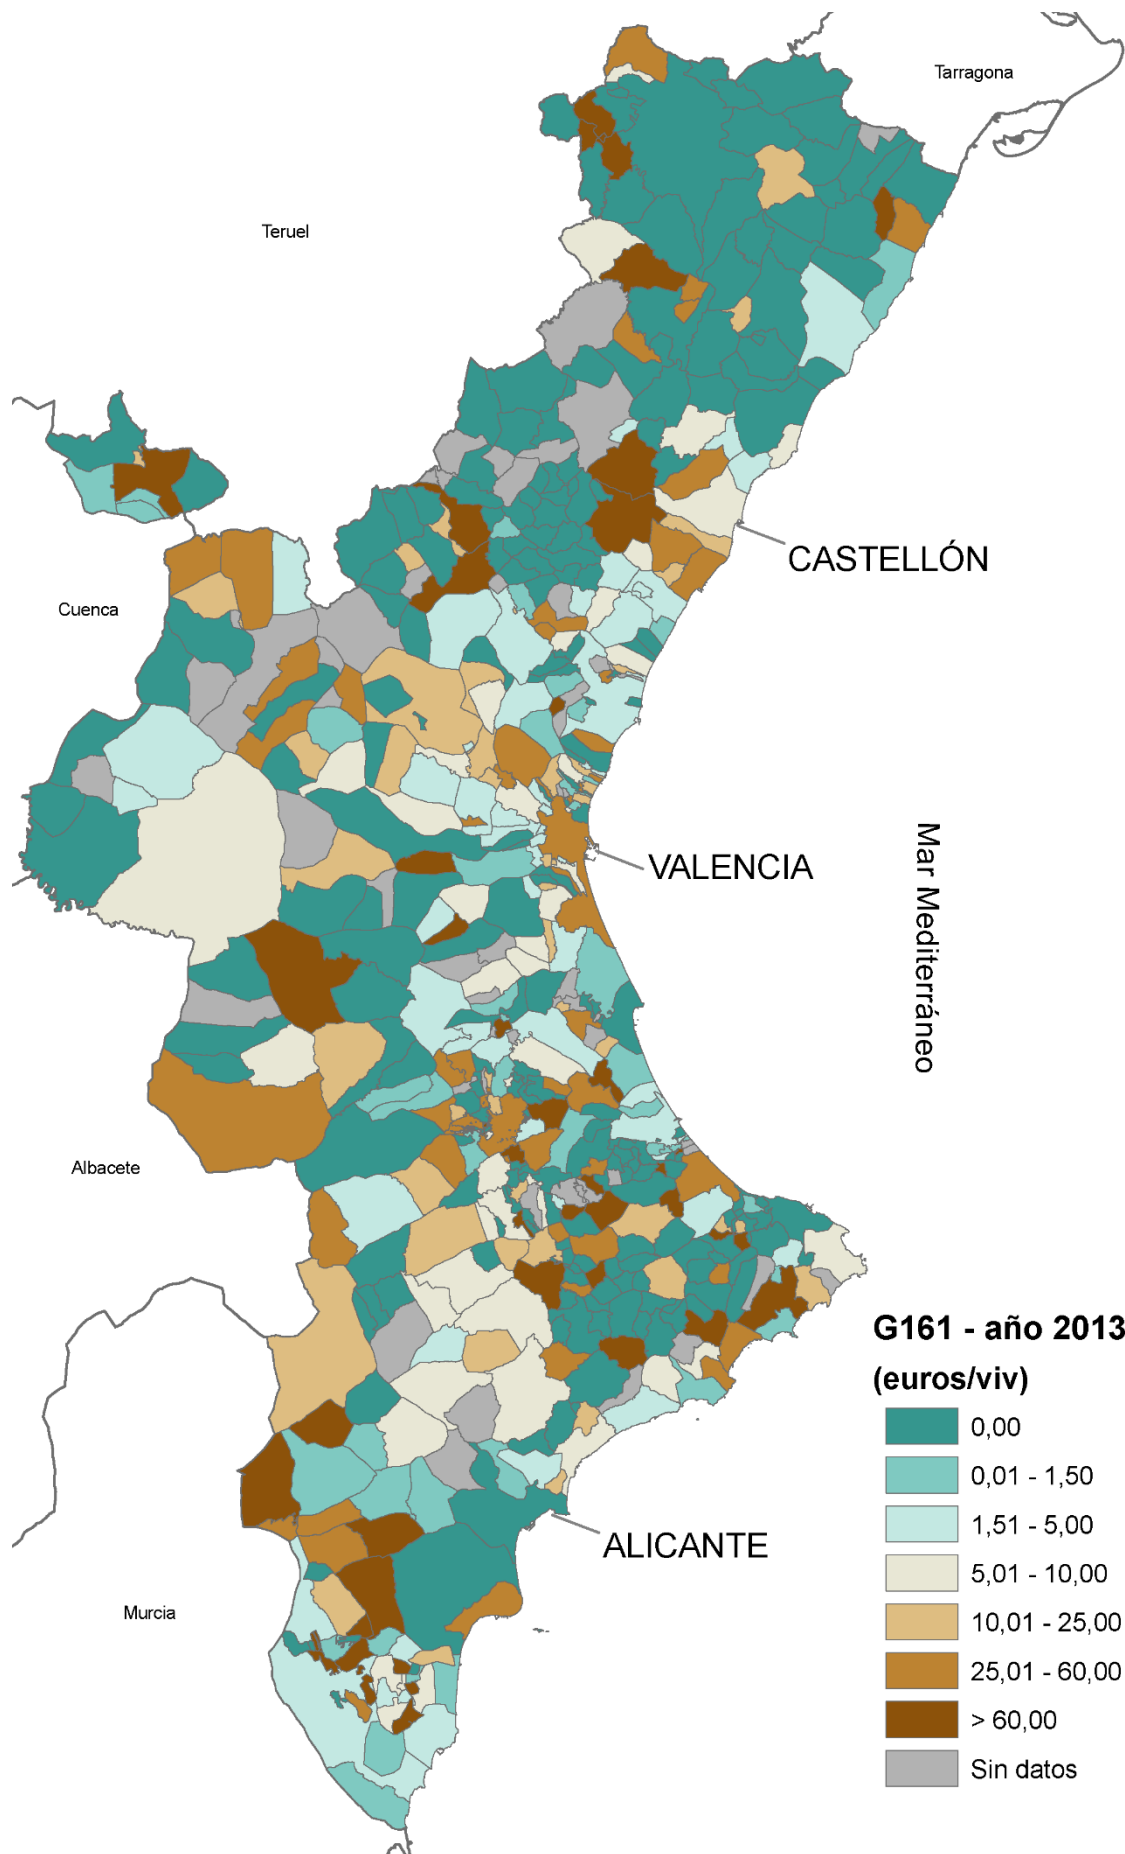 Tarragona
Teruel
CASTELLÓN
Cuenca
VALENCIA
Mar Mediterráneo
Albacete
G161 - año 2013
(euros/viv)
0,00
0,01 - 1,50
1,51 - 5,00
5,01 - 10,00
10,01 - 25,00
25,01 - 60,00
> 60,00
Sin datos
ALICANTE
Murcia